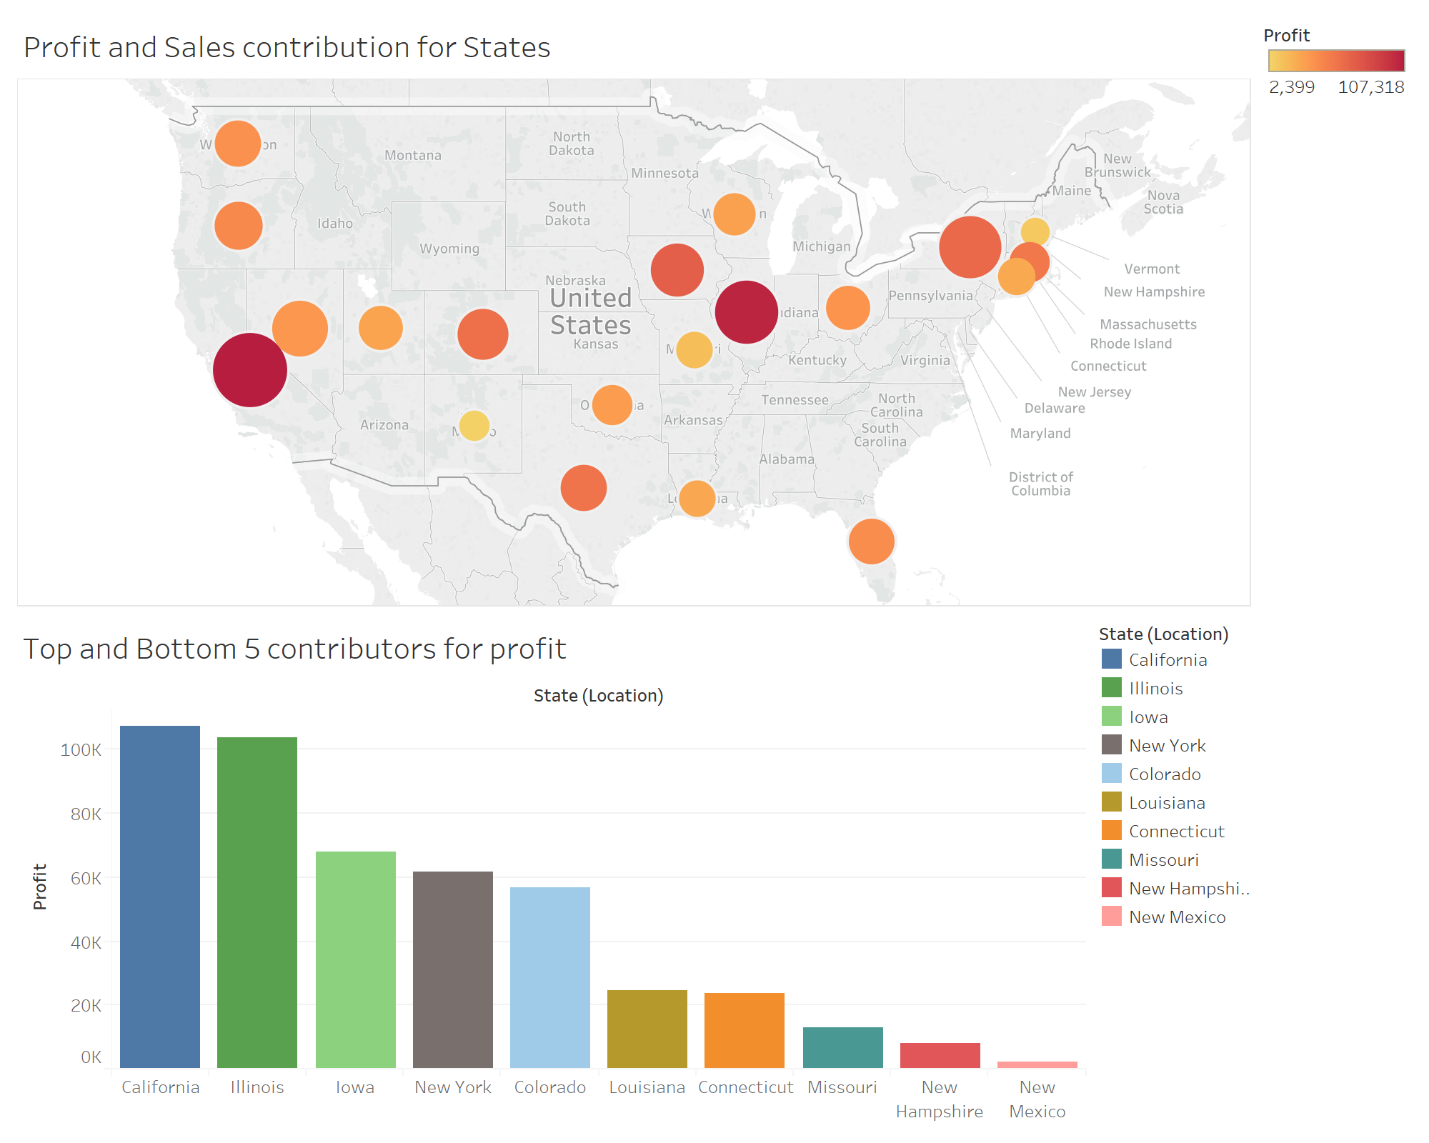 Profit and Sales contribution for States
Profit
2,399 107,318
North
Dakota
Montana
Minnesota
New
Brunswick
Maine
Nova
Scotia
South
Dakota
Idaho
Wyoming
Michigan
Vermont
New Hampshire
Nebraska
Pennsylvania
United
States
Massachusetts
Kansas
Rhode Island
Kentucky
Virginia
Connecticut
New Jersey
Tennessee
North
Carolina
Delaware
Arizona
Arkansas
South
Carolina
Maryland
Alabama
District of
Columbia
Top and Bottom 5 contributors for profit
State (Location)
California
Illinois
Iowa
New York
Colorado
Louisiana
Connecticut
Missouri
New Hampshi..
New Mexico
State (Location)
Profit
100K
80K
60K
40K
20K
0K
California Illinois Iowa New York Colorado Louisiana Connecticut Missouri New Hampshire New Mexico